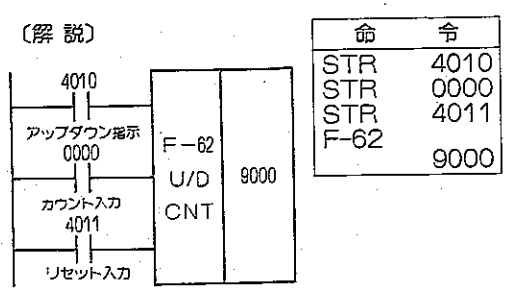 〔解 説〕
4010
アップダウン指示
0000
カウント入力
4011
リセット入力
F-62
U/D
CNT
9000
命 令
STR 4010
STR 0000
STR 4011
F-62
9000